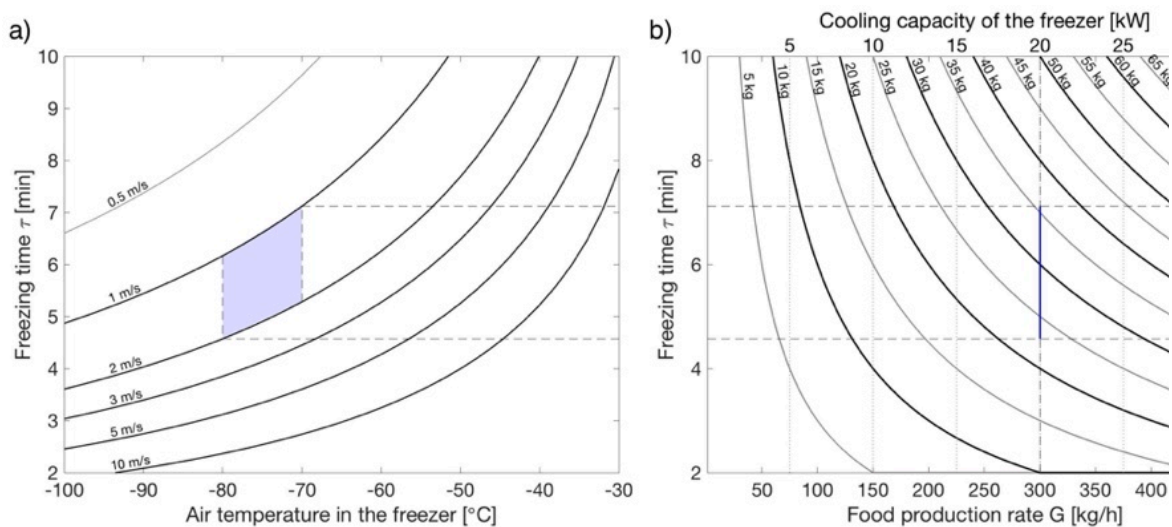 a)
Freezing time τ [min]
10
9
8
7
6
5
4
3
2
0.5 m/s
1 m/s
2 m/s
3 m/s
5 m/s
10 m/s
-100 -90 -80 -70 -60 -50 -40 -30
Air temperature in the freezer [°C]
b)
Cooling capacity of the freezer [kW]
5 10 15 20 25
Freezing time τ [min]
10
8
6
4
2
5 kg
10 kg
15 kg
20 kg
25 kg
30 kg
35 kg
40 kg
45 kg
50 kg
55 kg
60 kg
65 kg
50 100 150 200 250 300 350 400
Food production rate G [kg/h]